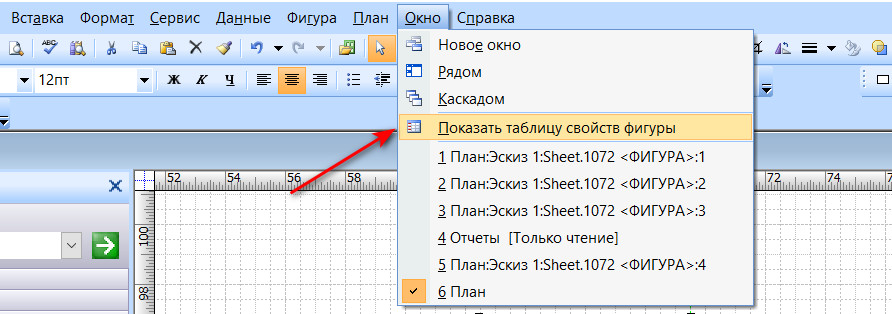 Вставка Формат Сервис Данные Фигура План Окно Справка
12пт Ж К Ч
Новое окно
Рядом
Каскадом
Показать таблицу свойств фигуры
1 План:Эскиз 1:Sheet.1072 <ФИГУРА>:1
2 План:Эскиз 1:Sheet.1072 <ФИГУРА>:2
3 План:Эскиз 1:Sheet.1072 <ФИГУРА>:3
4 Отчеты [Только чтение]
5 План:Эскиз 1:Sheet.1072 <ФИГУРА>:4
6 План
52 54 56 58 72 74
100
98